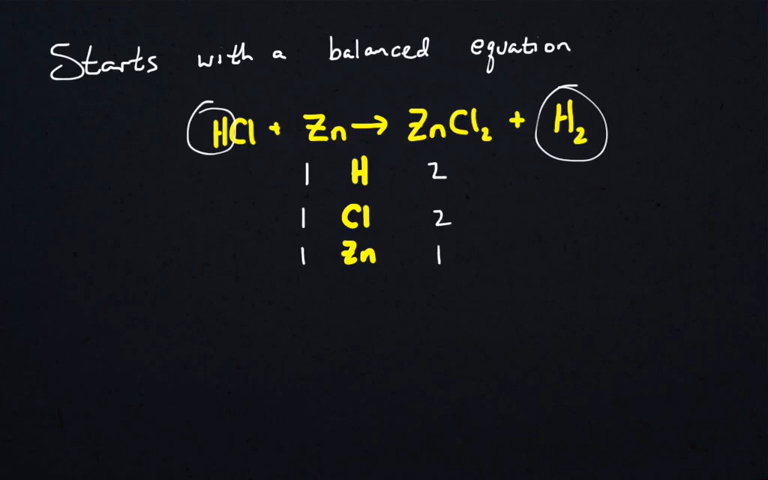 Starts with a balanced equation
HCl + Zn → ZnCl₂ + H₂
1 H 2
1 Cl 2
1 Zn 1